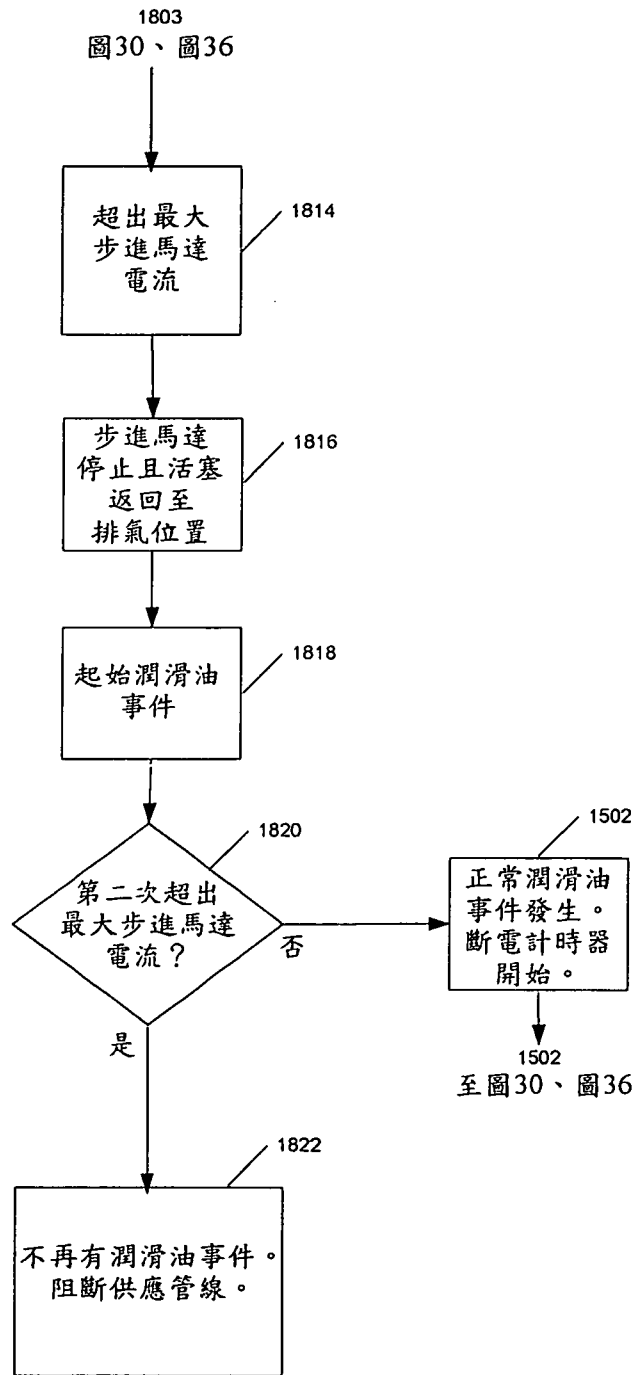 1803
圖30、圖36
超出最大
步進馬達
電流
1814
步進馬達
停止且活塞
返回至
排氣位置
1816
起始潤滑油
事件
1818
第二次超出
最大步進馬達
電流？
1820
否
是
正常潤滑油
事件發生。
斷電計時器
開始。
1502
1502
至圖30、圖36
不再有潤滑油事件。
阻斷供應管線。
1822